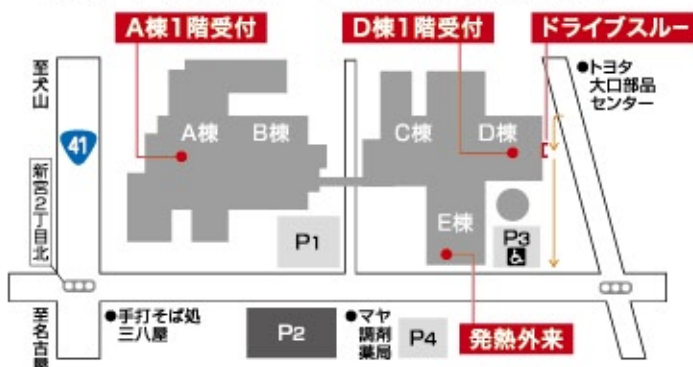 A棟1階受付
D棟1階受付
ドライブスルー
至犬山
41
新宮2丁目北
至名古屋
A棟
B棟
C棟
D棟
E棟
●トヨタ
大口部品
センター
P1
P3
●手打そば処
三八屋
P2
●マヤ
調剤
薬局
P4
発熱外来